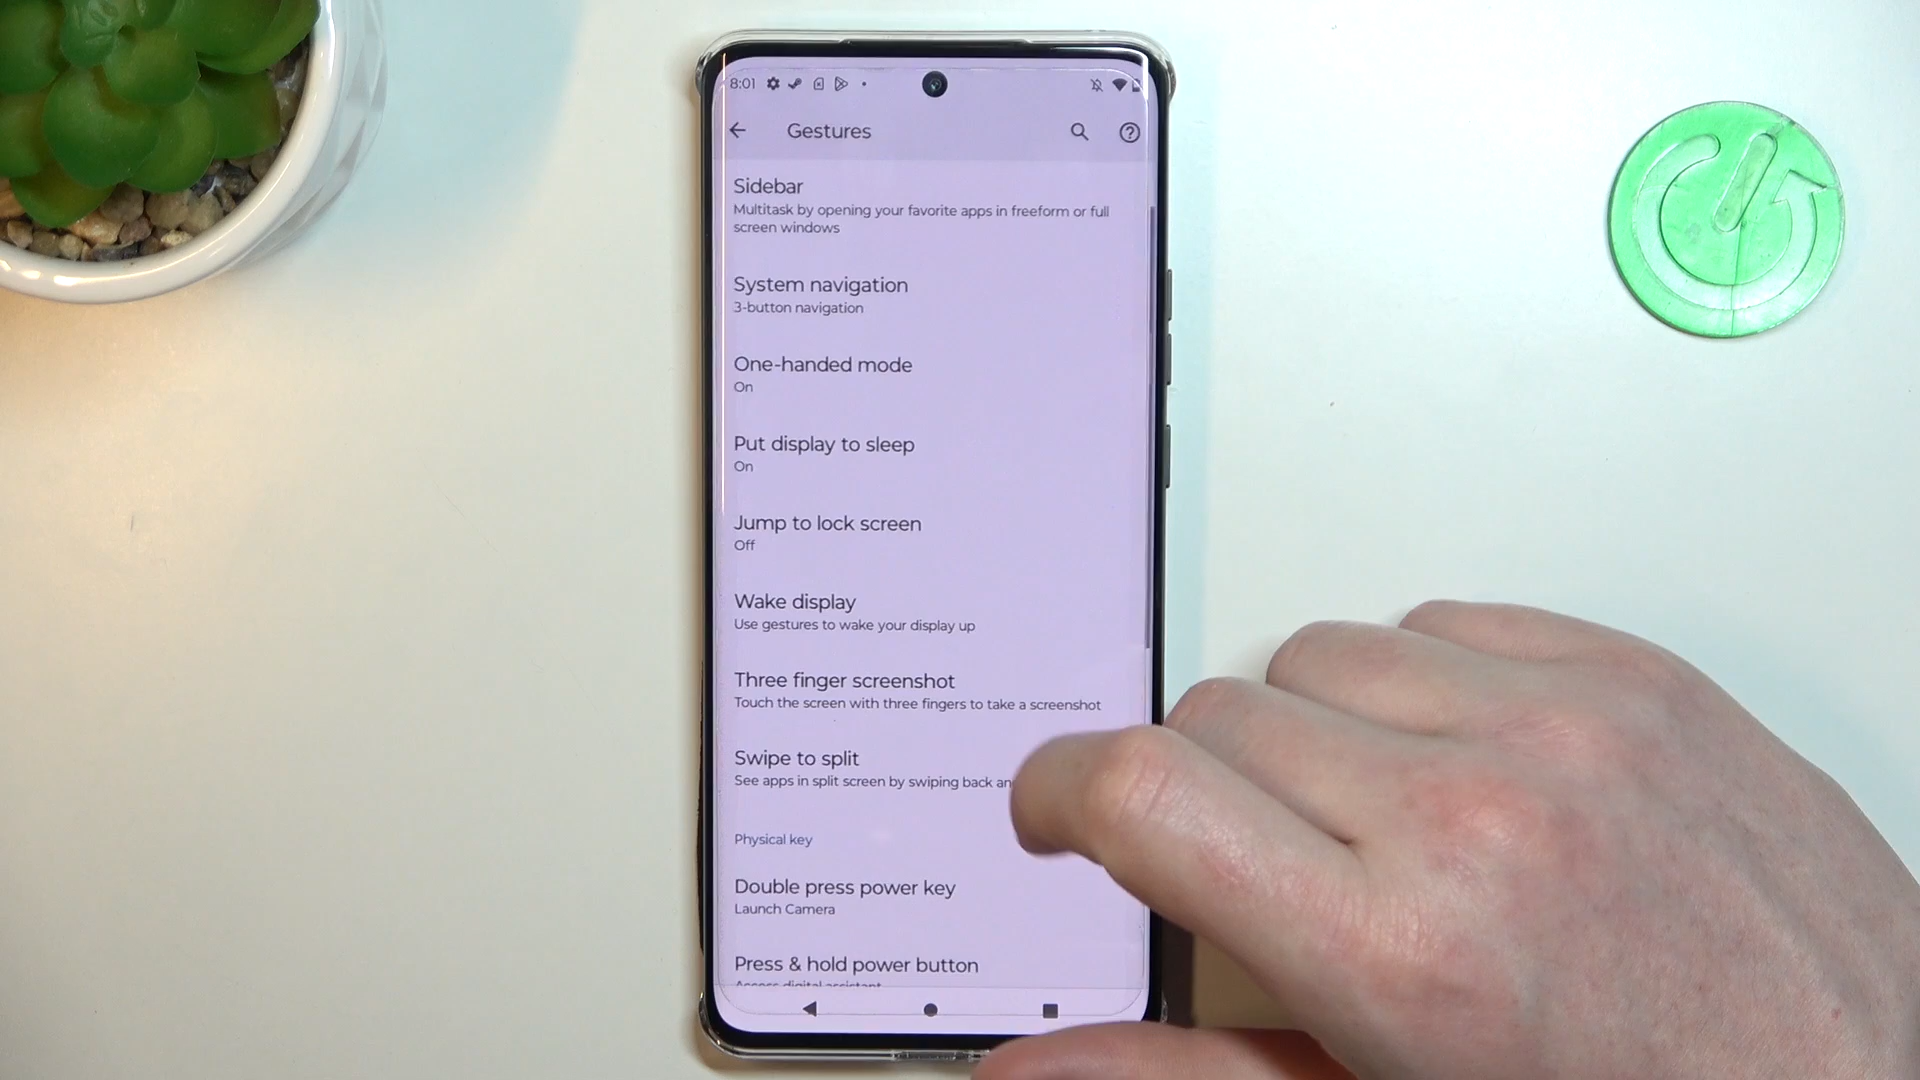 8:01
Gestures
Sidebar
Multitask by opening your favorite apps in freeform or full
screen windows
System navigation
3-button navigation
One-handed mode
On
Put display to sleep
On
Jump to lock screen
Off
Wake display
Use gestures to wake your display up
Three finger screenshot
Touch the screen with three fingers to take a screenshot
Swipe to split
See apps in split screen by swiping back
Physical key
Double press power key
Launch Camera
Press & hold power button
Access digital assistant